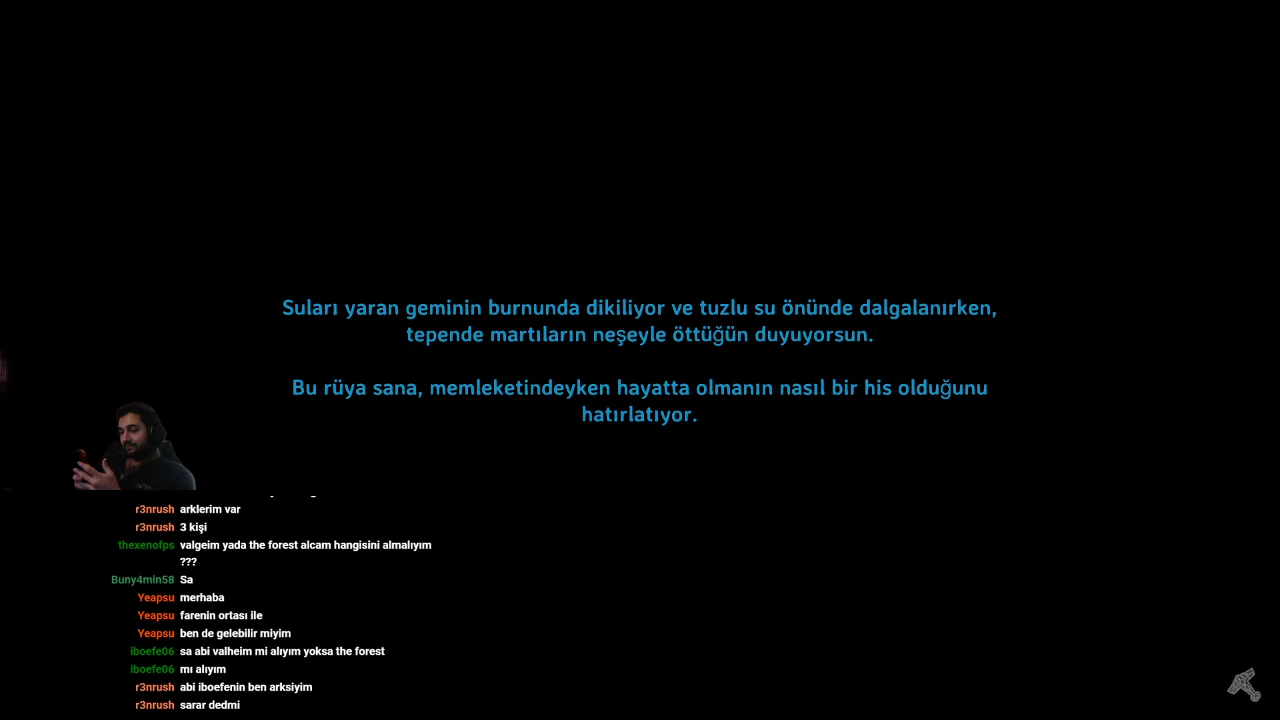 Suları yaran geminin burnunda dikiliyor ve tuzlu su önünde dalgalanırken,
tepende martıların neşeyle öttüğün duyuyorsun.
Bu rüya sana, memleketindeyken hayatta olmanın nasıl bir his olduğunu
hatırlatıyor.
r3nrush arklerim var
r3nrush 3 kişi
thexenofps valgeim yada the forest alcam hangisini almalıyım
???
Buny4min58 Sa
Yeapsu merhaba
Yeapsu farenin ortası ile
Yeapsu ben de gelebilir miyim
iboefe06 sa abi valheim mi alıyım yoksa the forest
iboefe06 mı alıyım
r3nrush abi iboefenin ben arksiyim
r3nrush sarar dedmi